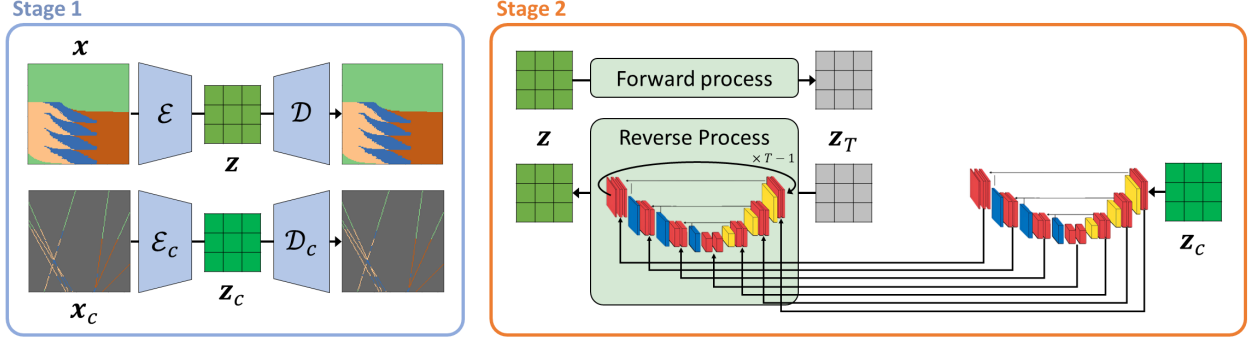 Stage 1
x
ℰ
z
𝒟
x_c
ℰ_c
z_c
𝒟_c
Stage 2
z
Forward process
z_T
Reverse Process
× T − 1
z_c